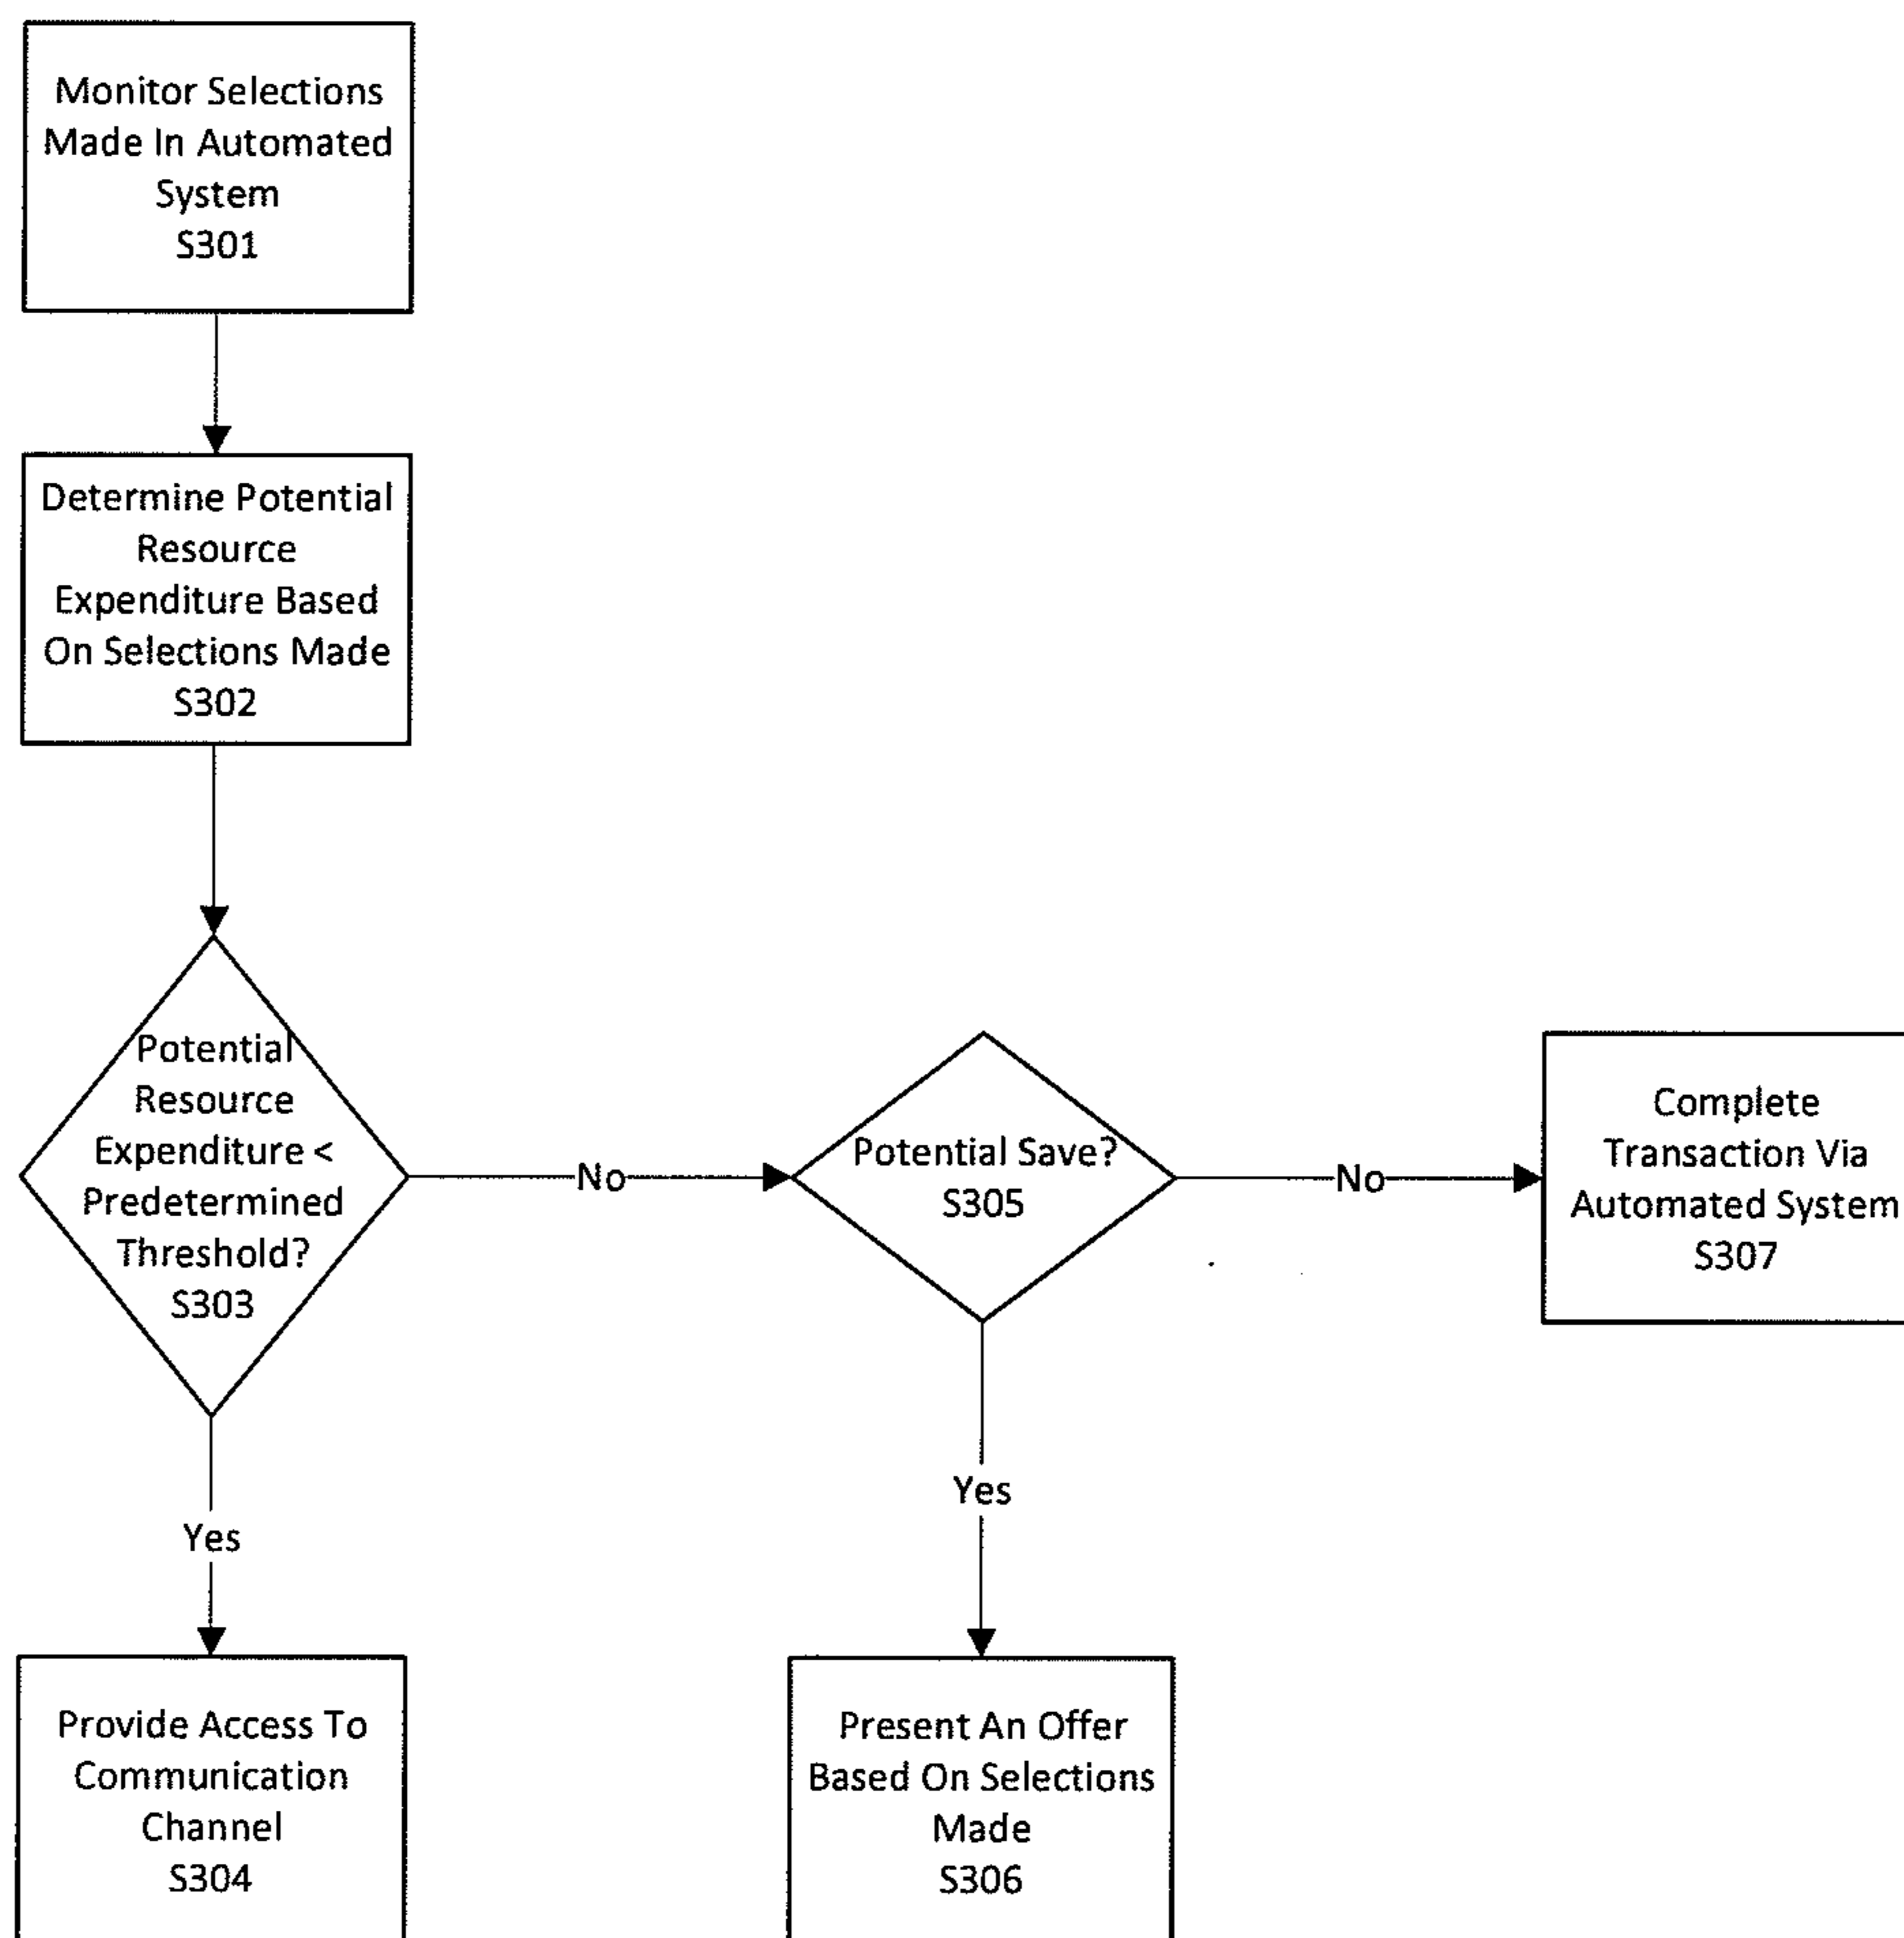 Monitor Selections
Made In Automated
System
S301
Determine Potential
Resource
Expenditure Based
On Selections Made
S302
Potential
Resource
Expenditure <
Predetermined
Threshold?
S303
No
Potential Save?
S305
No
Complete
Transaction Via
Automated System
S307
Yes
Yes
Provide Access To
Communication
Channel
S304
Present An Offer
Based On Selections
Made
S306